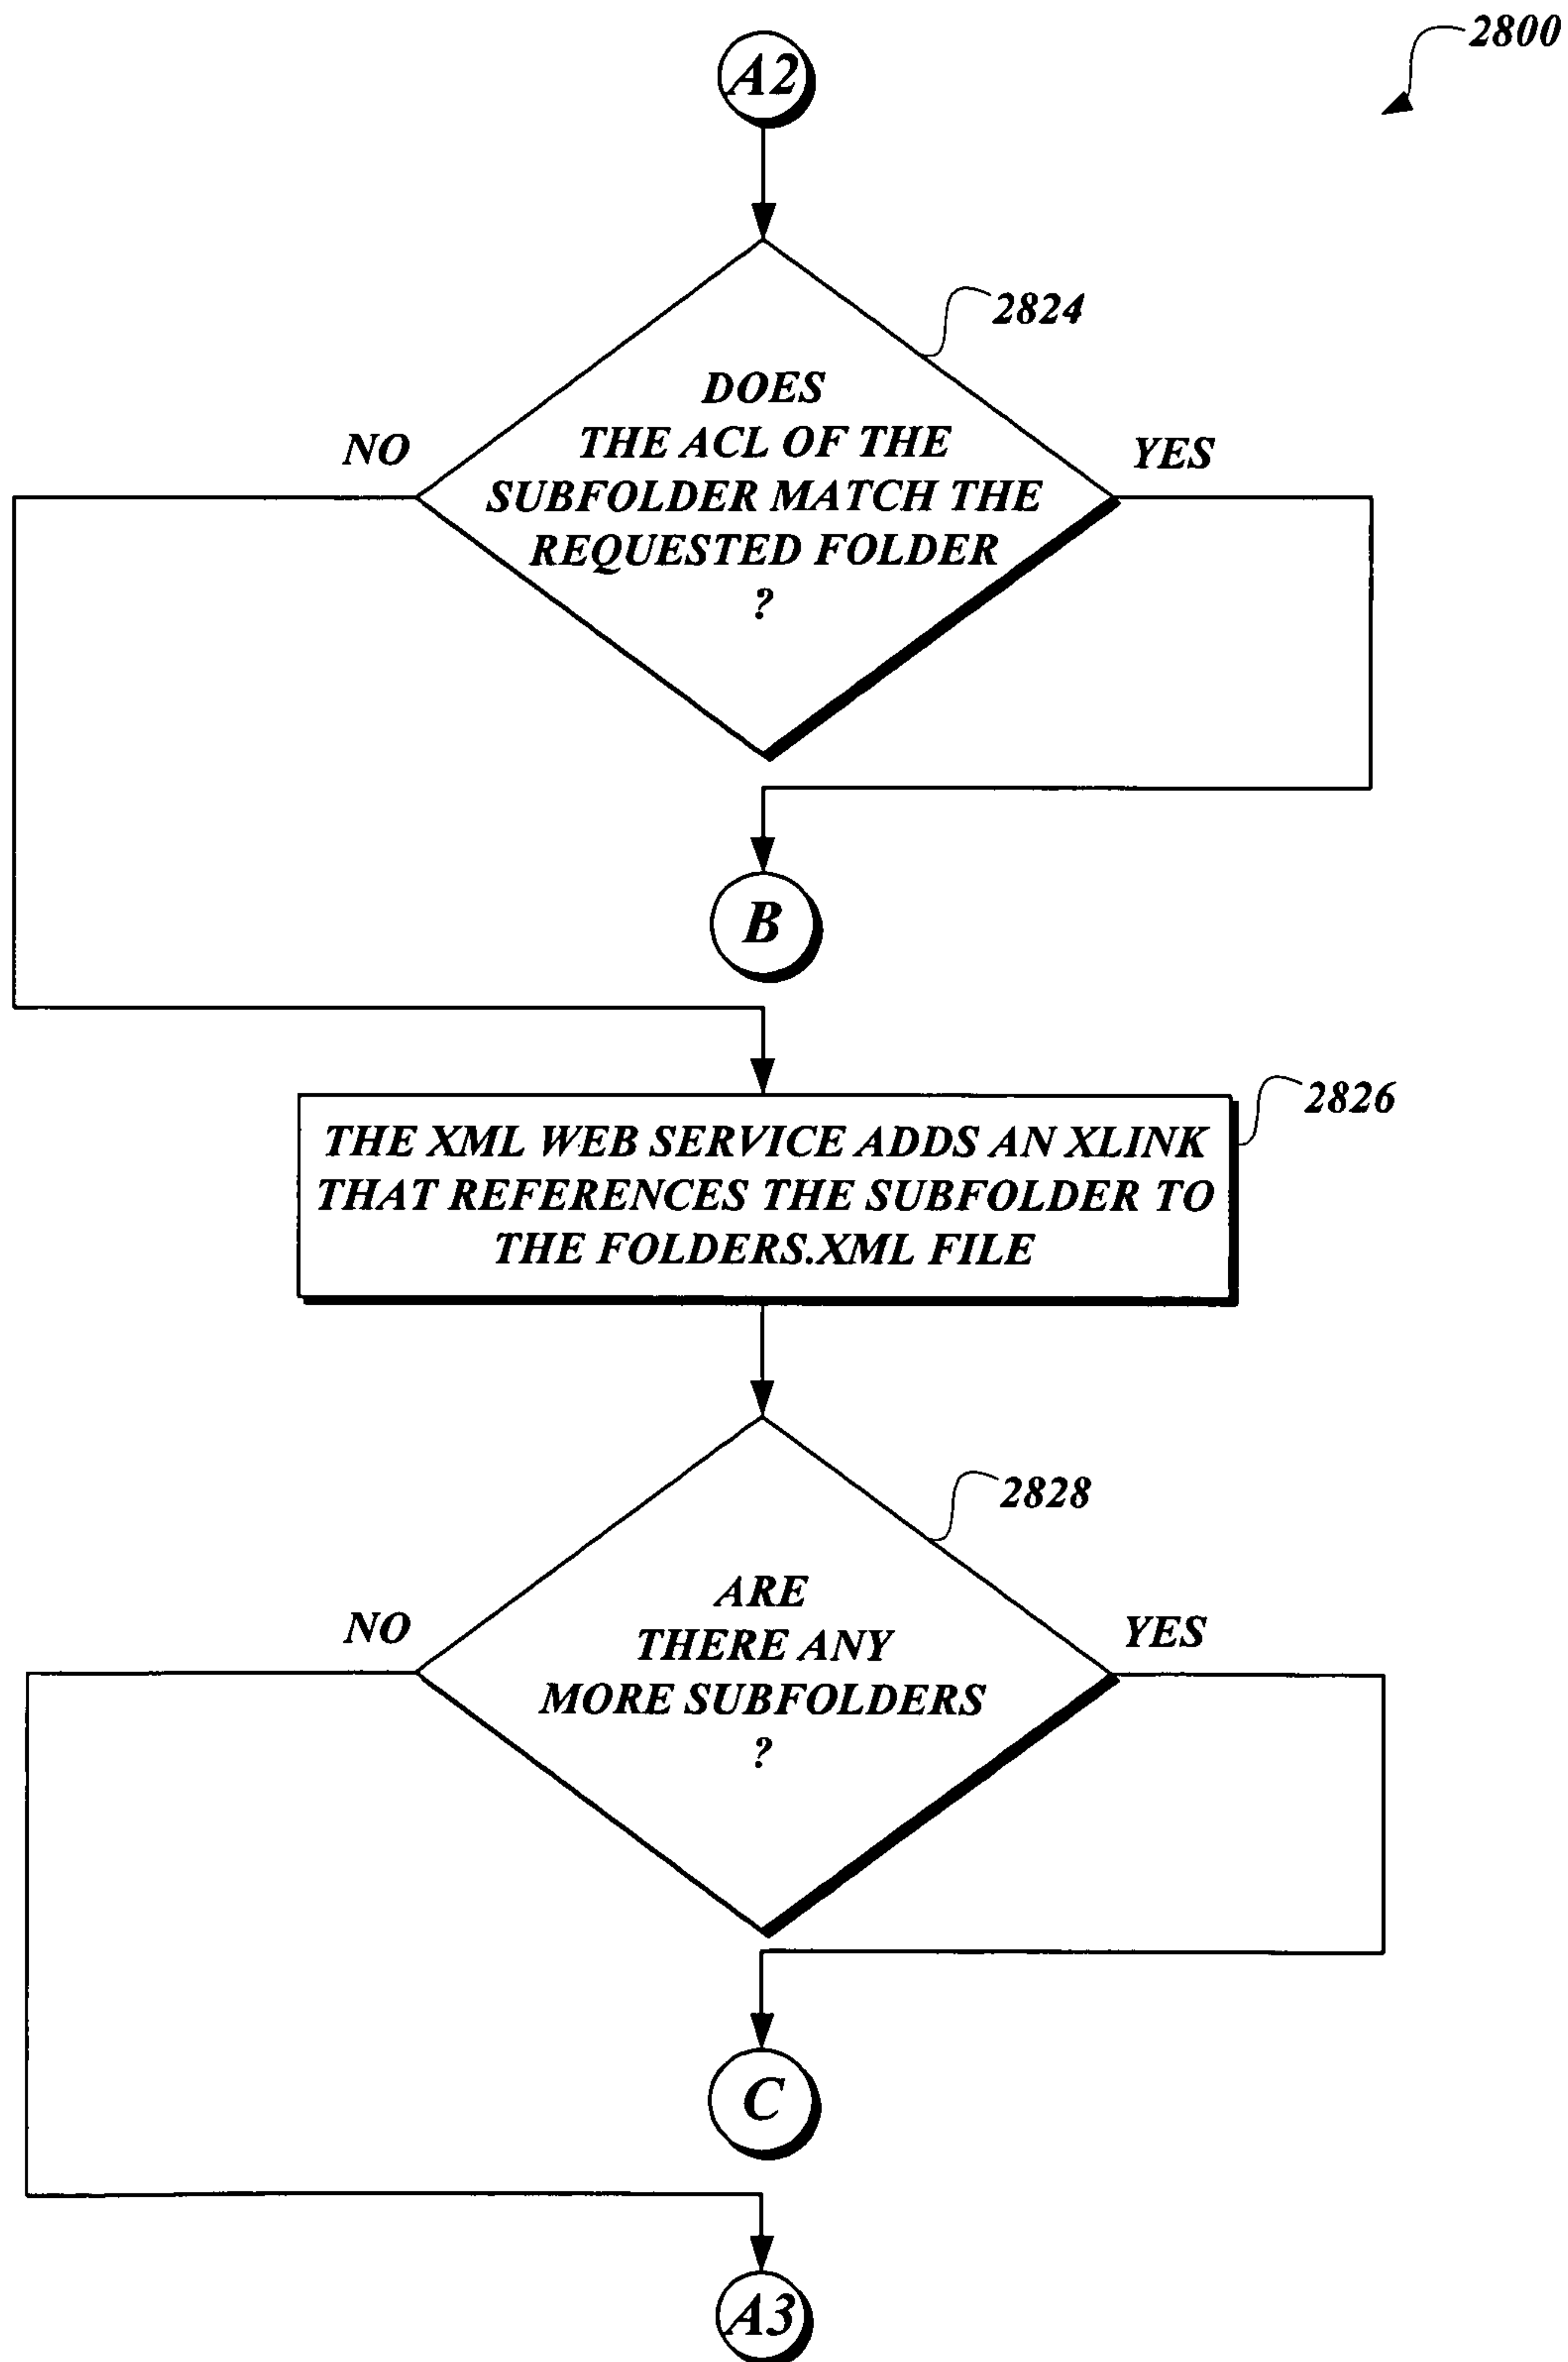 2800
A2
2824
DOES
THE ACL OF THE
SUBFOLDER MATCH THE
REQUESTED FOLDER
?
NO
YES
B
2826
THE XML WEB SERVICE ADDS AN XLINK
THAT REFERENCES THE SUBFOLDER TO
THE FOLDERS.XML FILE
2828
ARE
THERE ANY
MORE SUBFOLDERS
?
NO
YES
C
A3